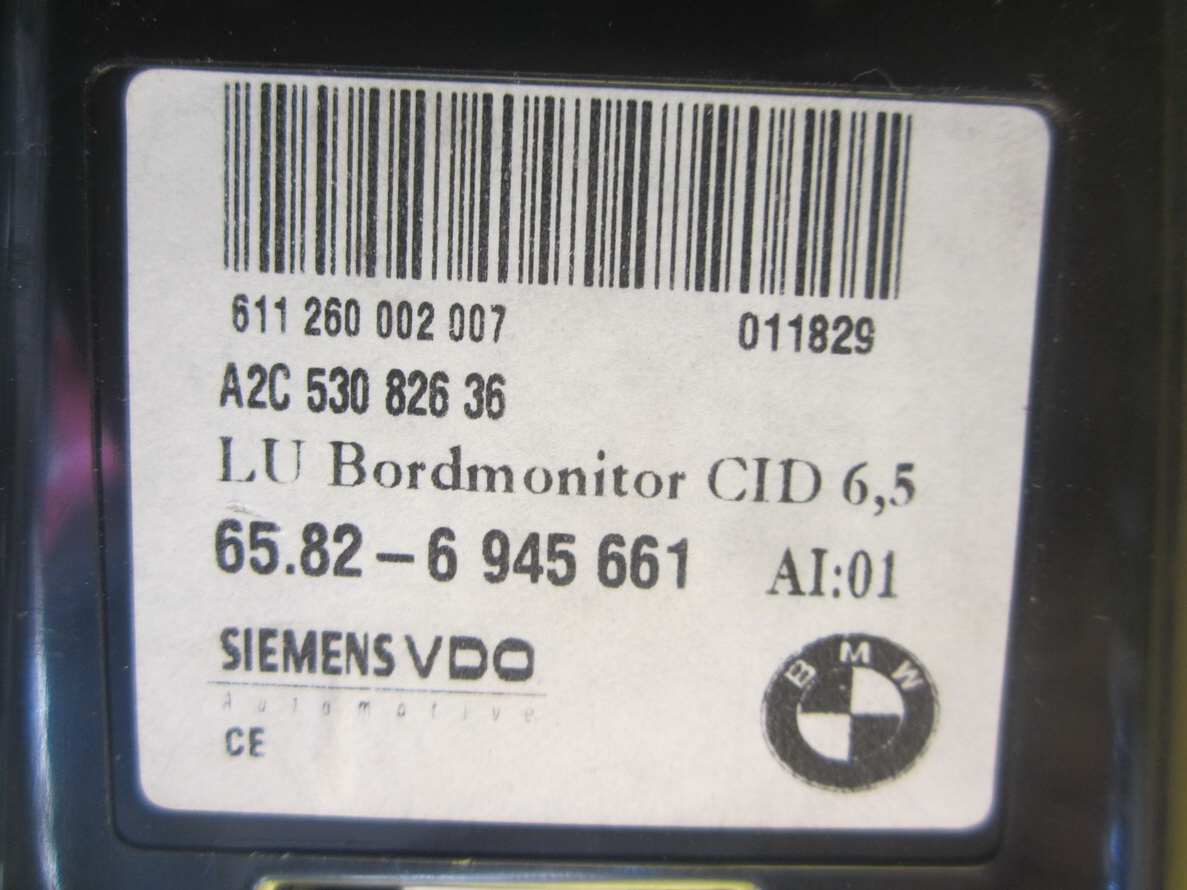 611 260 002 007 011829
A2C 530 826 36
LU Bordmonitor CID 6,5
65.82-6 945 661 AI:01
SIEMENS VDO
Automotive
CE
BMW